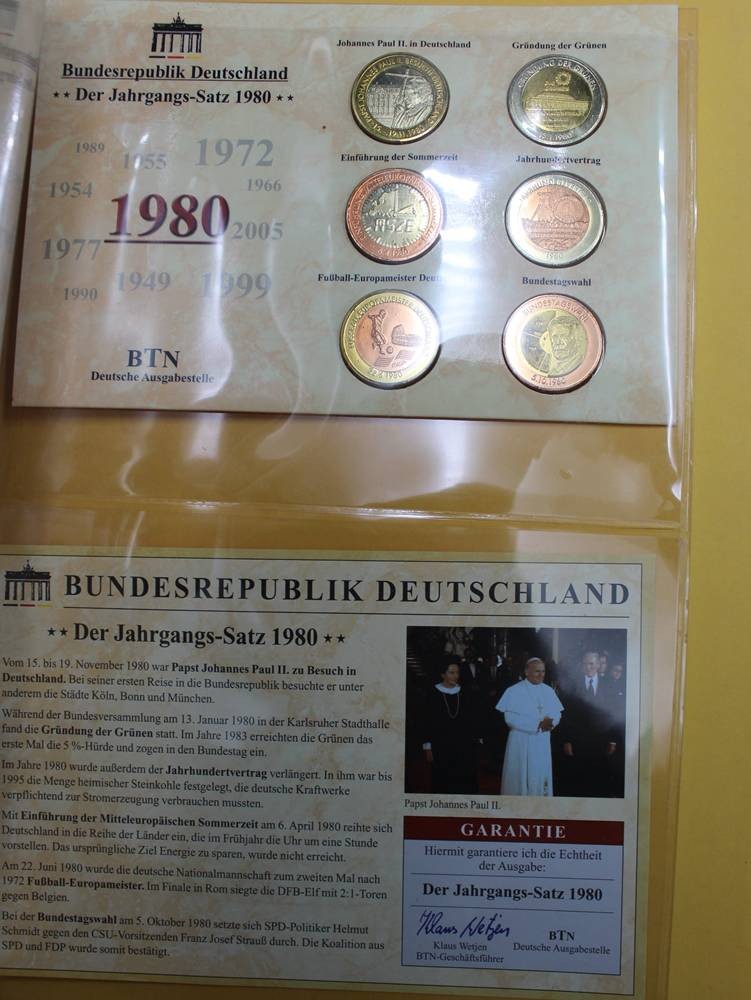 Bundesrepublik Deutschland
★★ Der Jahrgangs-Satz 1980 ★★
1989
1955
1972
1954
1966
1980
2005
1977
1949
1999
1990
BTN
Deutsche Ausgabestelle
Johannes Paul II. in Deutschland
Gründung der Grünen
Einführung der Sommerzeit
Jahrhundertvertrag
1980
Fußball-Europameister Deu
Bundestagswahl
22.6.1980
BUNDESTAGSWAHL
5.10.1980
BUNDESREPUBLIK DEUTSCHLAND
★★ Der Jahrgangs-Satz 1980 ★★
Vom 15. bis 19. November 1980 war Papst Johannes Paul II. zu Besuch in
Deutschland. Bei seiner ersten Reise in die Bundesrepublik besuchte er unter
anderem die Städte Köln, Bonn und München.
Während der Bundesversammlung am 13. Januar 1980 in der Karlsruher Stadthalle
fand die Gründung der Grünen statt. Im Jahre 1983 erreichten die Grünen das
erste Mal die 5 %-Hürde und zogen in den Bundestag ein.
Im Jahre 1980 wurde außerdem der Jahrhundertvertrag verlängert. In ihm war bis
1995 die Menge heimischer Steinkohle festgelegt, die deutsche Kraftwerke
verpflichtend zur Stromerzeugung verbrauchen mussten.
Mit Einführung der Mitteleuropäischen Sommerzeit am 6. April 1980 reihte sich
Deutschland in die Reihe der Länder ein, die im Frühjahr die Uhr um eine Stunde
vorstellen. Das ursprüngliche Ziel Energie zu sparen, wurde nicht erreicht.
Am 22. Juni 1980 wurde die deutsche Nationalmannschaft zum zweiten Mal nach
1972 Fußball-Europameister. Im Finale in Rom siegte die DFB-Elf mit 2:1-Toren
gegen Belgien.
Bei der Bundestagswahl am 5. Oktober 1980 setzte sich SPD-Politiker Helmut
Schmidt gegen den CSU-Vorsitzenden Franz Josef Strauß durch. Die Koalition aus
SPD und FDP wurde somit bestätigt.
Papst Johannes Paul II.
GARANTIE
Hiermit garantiere ich die Echtheit
der Ausgabe:
Der Jahrgangs-Satz 1980
Klaus Wetjen
Klaus Wetjen
BTN-Geschäftsführer
BTN
Deutsche Ausgabestelle